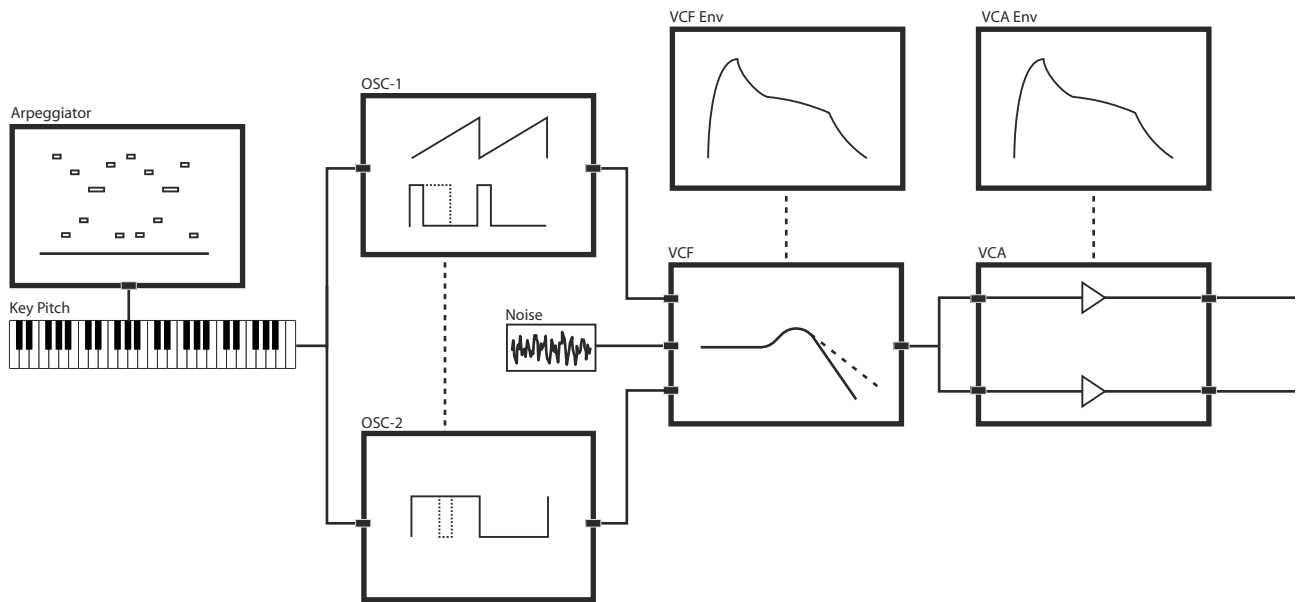 VCF Env
VCA Env
OSC-1
Arpeggiator
VCF
VCA
Key Pitch
Noise
OSC-2